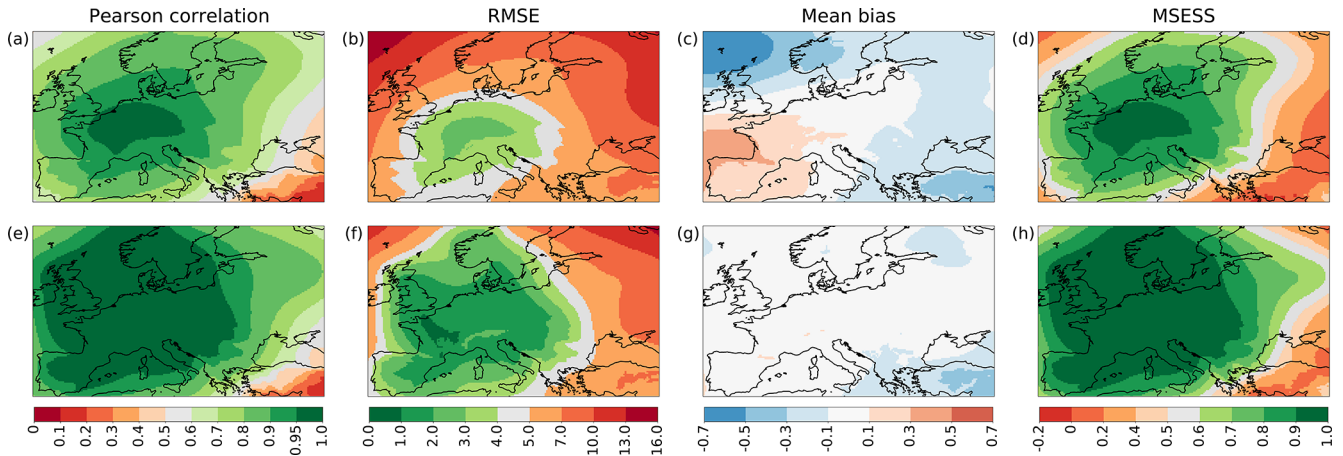 Pearson correlation RMSE Mean bias MSESS
(a) (b) (c) (d)
(e) (f) (g) (h)
0 0.1 0.2 0.3 0.4 0.5 0.6 0.7 0.8 0.9 0.95 1.0
0.0 1.0 2.0 3.0 4.0 5.0 7.0 10.0 13.0 16.0
-0.7 -0.5 -0.3 -0.1 0.1 0.3 0.5 0.7
-0.2 0 0.2 0.4 0.6 0.7 0.8 0.9 1.0